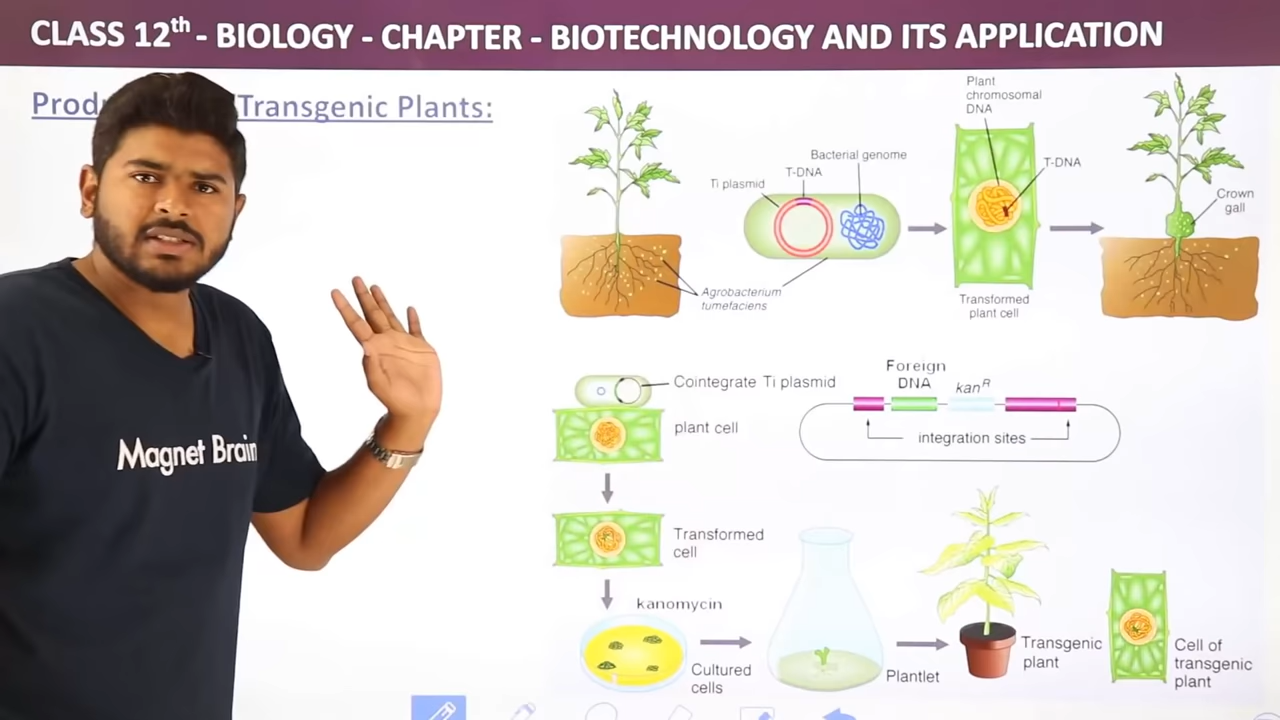 CLASS 12th - BIOLOGY - CHAPTER - BIOTECHNOLOGY AND ITS APPLICATION
Transgenic Plants:
Magnet Brain
Plant
chromosomal
DNA
Bacterial genome
T-DNA
Ti plasmid
T-DNA
Crown
gall
Agrobacterium
tumefaciens
Transformed
plant cell
Cointegrate Ti plasmid
plant cell
Foreign
DNA
kanR
integration sites
Transformed
cell
kanomycin
Cultured
cells
Plantlet
Transgenic
plant
Cell of
transgenic
plant